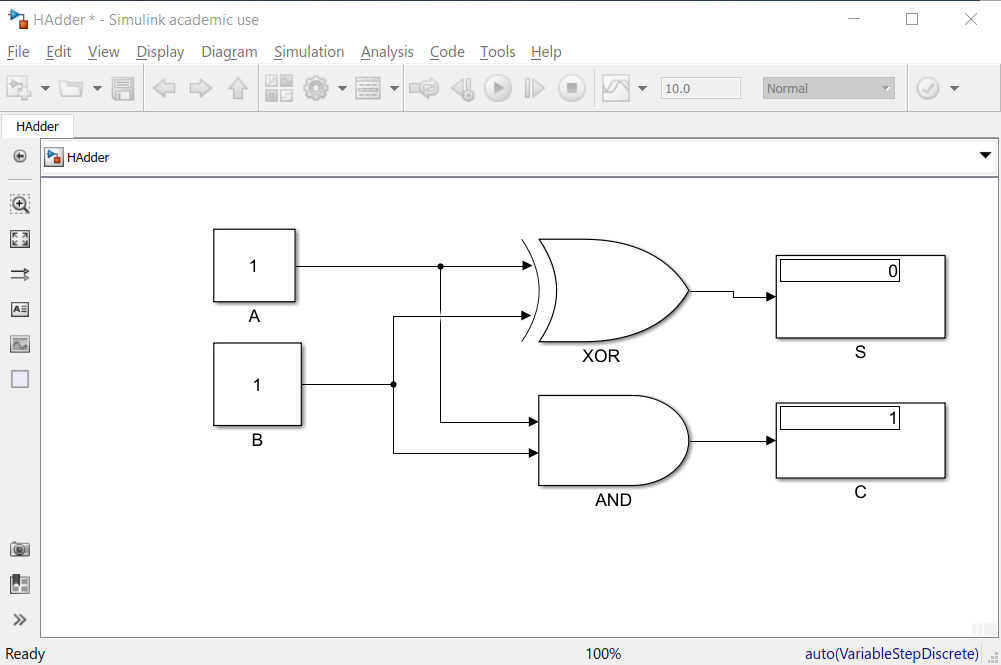 HAdder * - Simulink academic use
File Edit View Display Diagram Simulation Analysis Code Tools Help
10.0 Normal
HAdder
HAdder
1
A
1
B
XOR
AND
0
S
1
C
Ready 100% auto(VariableStepDiscrete)